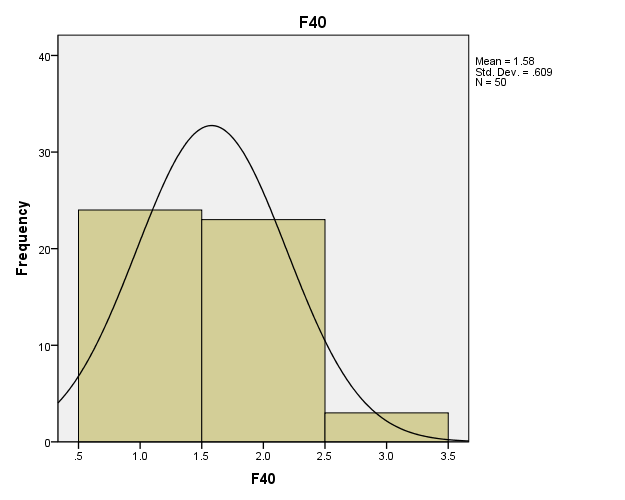 F40
Mean = 1.58
Std. Dev. = .609
N = 50
Frequency
40
30
20
10
0
.5 1.0 1.5 2.0 2.5 3.0 3.5
F40